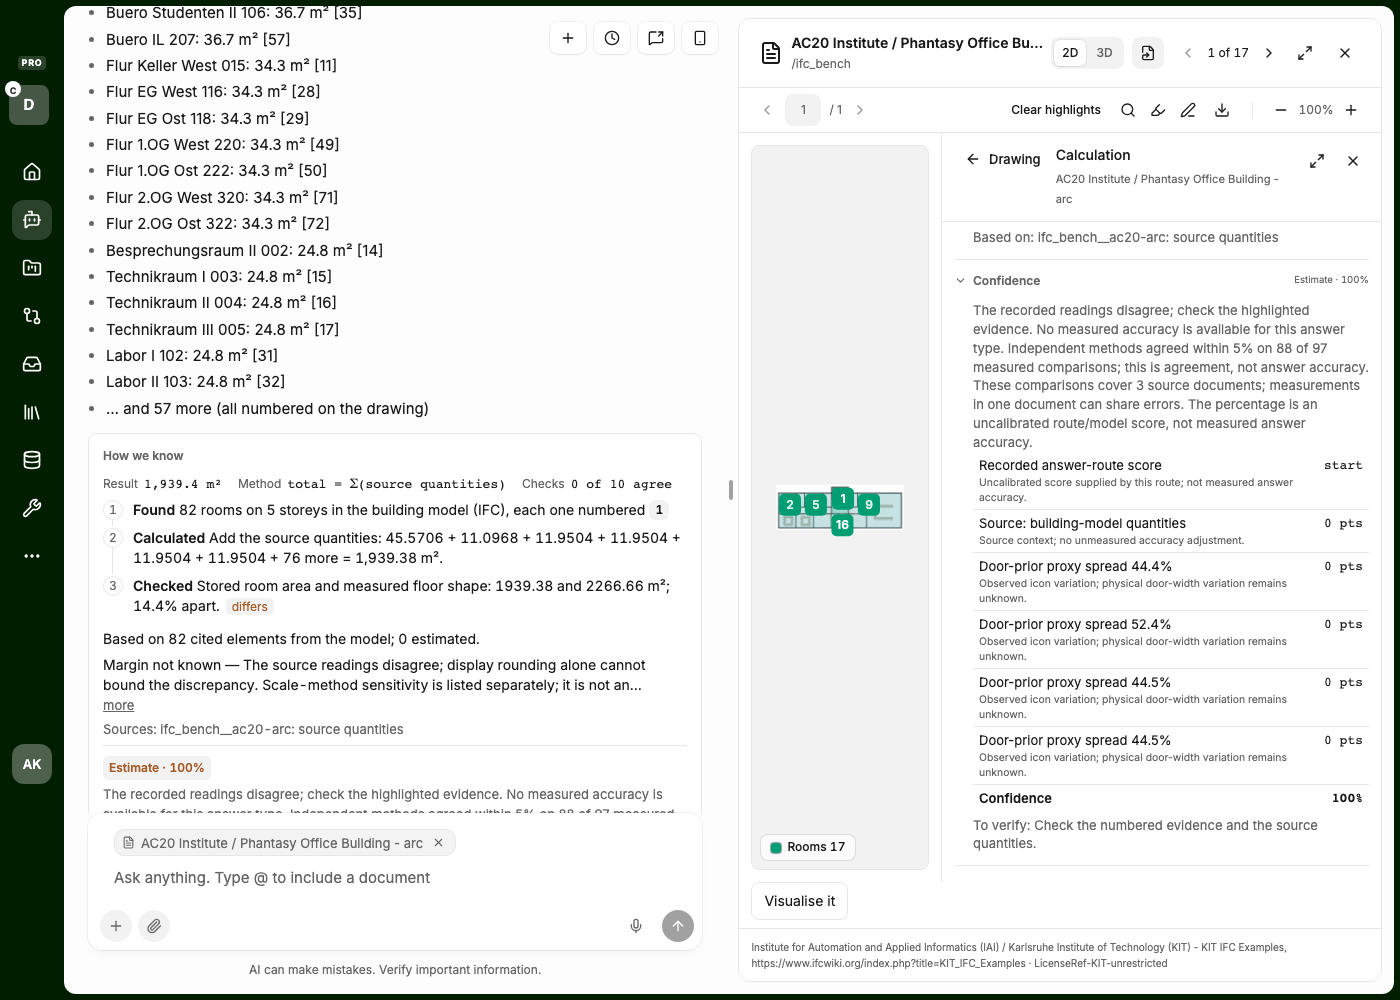 PRO
C
D
AK
Buero Studenten II 106: 36.7 m² [35]
Buero IL 207: 36.7 m² [57]
Flur Keller West 015: 34.3 m² [11]
Flur EG West 116: 34.3 m² [28]
Flur EG Ost 118: 34.3 m² [29]
Flur 1.OG West 220: 34.3 m² [49]
Flur 1.OG Ost 222: 34.3 m² [50]
Flur 2.OG West 320: 34.3 m² [71]
Flur 2.OG Ost 322: 34.3 m² [72]
Besprechungsraum II 002: 24.8 m² [14]
Technikraum I 003: 24.8 m² [15]
Technikraum II 004: 24.8 m² [16]
Technikraum III 005: 24.8 m² [17]
Labor I 102: 24.8 m² [31]
Labor II 103: 24.8 m² [32]
... and 57 more (all numbered on the drawing)
How we know
Result 1,939.4 m² Method total = Σ(source quantities) Checks 0 of 10 agree
1 Found 82 rooms on 5 storeys in the building model (IFC), each one numbered 1
2 Calculated Add the source quantities: 45.5706 + 11.0968 + 11.9504 + 11.9504 +
11.9504 + 11.9504 + 76 more = 1,939.38 m².
3 Checked Stored room area and measured floor shape: 1939.38 and 2266.66 m²;
14.4% apart. differs
Based on 82 cited elements from the model; 0 estimated.
Margin not known — The source readings disagree; display rounding alone cannot
bound the discrepancy. Scale-method sensitivity is listed separately; it is not an...
more
Sources: ifc_bench__ac20-arc: source quantities
Estimate · 100%
The recorded readings disagree; check the highlighted evidence. No measured accuracy is
available for this answer type. Independent methods agreed within 5% on 88 of 97 measured
AC20 Institute / Phantasy Office Building - arc
Ask anything. Type @ to include a document
AI can make mistakes. Verify important information.
AC20 Institute / Phantasy Office Bu...
/ifc_bench
2D 3D
1 of 17
1 / 1
Clear highlights
100%
2 5 1 9
16
Rooms 17
Drawing
Calculation
AC20 Institute / Phantasy Office Building -
arc
Based on: ifc_bench__ac20-arc: source quantities
Confidence Estimate · 100%
The recorded readings disagree; check the highlighted
evidence. No measured accuracy is available for this answer
type. Independent methods agreed within 5% on 88 of 97
measured comparisons; this is agreement, not answer accuracy.
These comparisons cover 3 source documents; measurements
in one document can share errors. The percentage is an
uncalibrated route/model score, not measured answer
accuracy.
Recorded answer-route score start
Uncalibrated score supplied by this route; not measured answer
accuracy.
Source: building-model quantities 0 pts
Source context; no unmeasured accuracy adjustment.
Door-prior proxy spread 44.4% 0 pts
Observed icon variation; physical door-width variation remains
unknown.
Door-prior proxy spread 52.4% 0 pts
Observed icon variation; physical door-width variation remains
unknown.
Door-prior proxy spread 44.5% 0 pts
Observed icon variation; physical door-width variation remains
unknown.
Door-prior proxy spread 44.5% 0 pts
Observed icon variation; physical door-width variation remains
unknown.
Confidence 100%
To verify: Check the numbered evidence and the source
quantities.
Visualise it
Institute for Automation and Applied Informatics (IAI) / Karlsruhe Institute of Technology (KIT) - KIT IFC Examples,
https://www.ifcwiki.org/index.php?title=KIT_IFC_Examples · LicenseRef-KIT-unrestricted